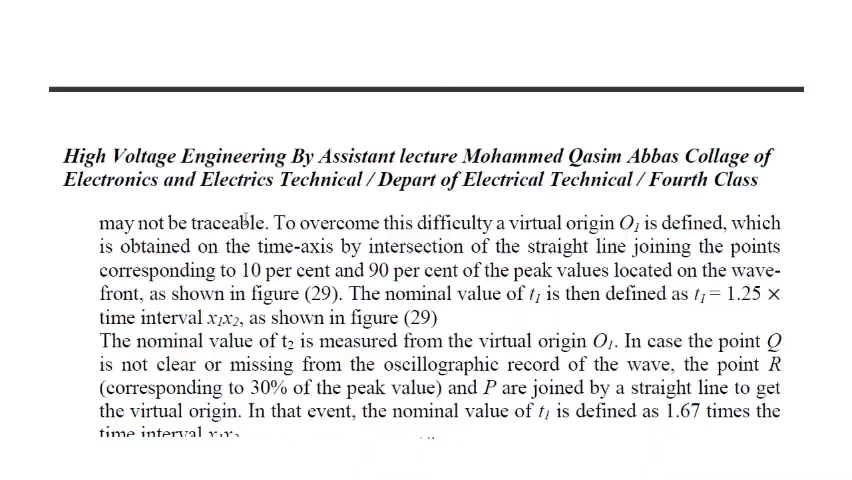 High Voltage Engineering By Assistant lecture Mohammed Qasim Abbas Collage of
Electronics and Electrics Technical / Depart of Electrical Technical / Fourth Class
may not be traceable. To overcome this difficulty a virtual origin O₁ is defined, which
is obtained on the time-axis by intersection of the straight line joining the points
corresponding to 10 per cent and 90 per cent of the peak values located on the wave-
front, as shown in figure (29). The nominal value of t₁ is then defined as t₁ = 1.25 ×
time interval x₁x₂, as shown in figure (29)
The nominal value of t₂ is measured from the virtual origin O₁. In case the point Q
is not clear or missing from the oscillographic record of the wave, the point R
(corresponding to 30% of the peak value) and P are joined by a straight line to get
the virtual origin. In that event, the nominal value of t₁ is defined as 1.67 times the
time interval